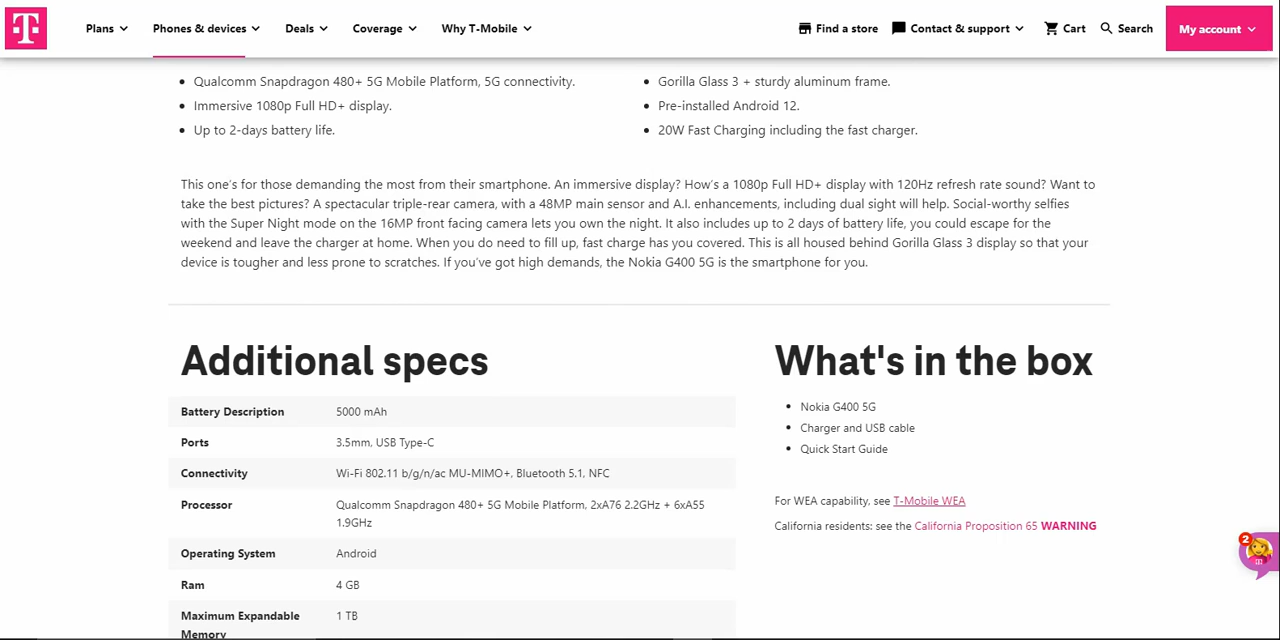 T
Plans
Phones & devices
Deals
Coverage
Why T-Mobile
Find a store
Contact & support
Cart
Search
My account
Qualcomm Snapdragon 480+ 5G Mobile Platform, 5G connectivity.
Immersive 1080p Full HD+ display.
Up to 2-days battery life.
Gorilla Glass 3 + sturdy aluminum frame.
Pre-installed Android 12.
20W Fast Charging including the fast charger.
This one's for those demanding the most from their smartphone. An immersive display? How's a 1080p Full HD+ display with 120Hz refresh rate sound? Want to
take the best pictures? A spectacular triple-rear camera, with a 48MP main sensor and A.I. enhancements, including dual sight will help. Social-worthy selfies
with the Super Night mode on the 16MP front facing camera lets you own the night. It also includes up to 2 days of battery life, you could escape for the
weekend and leave the charger at home. When you do need to fill up, fast charge has you covered. This is all housed behind Gorilla Glass 3 display so that your
device is tougher and less prone to scratches. If you've got high demands, the Nokia G400 5G is the smartphone for you.
Additional specs
Battery Description 5000 mAh
Ports 3.5mm, USB Type-C
Connectivity Wi-Fi 802.11 b/g/n/ac MU-MIMO+, Bluetooth 5.1, NFC
Processor Qualcomm Snapdragon 480+ 5G Mobile Platform, 2xA76 2.2GHz + 6xA55
1.9GHz
Operating System Android
Ram 4 GB
Maximum Expandable 1 TB
Memory
What's in the box
Nokia G400 5G
Charger and USB cable
Quick Start Guide
For WEA capability, see T-Mobile WEA
California residents: see the California Proposition 65 WARNING
2